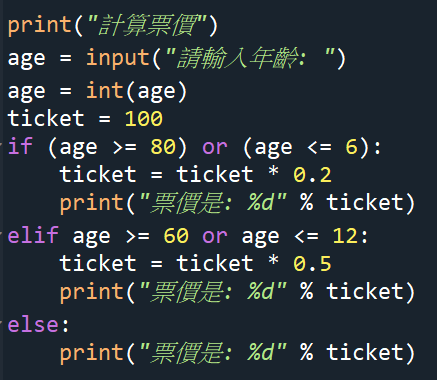 print("計算票價")
age = input("請輸入年齡: ")
age = int(age)
ticket = 100
if (age >= 80) or (age <= 6):
    ticket = ticket * 0.2
    print("票價是: %d" % ticket)
elif age >= 60 or age <= 12:
    ticket = ticket * 0.5
    print("票價是: %d" % ticket)
else:
    print("票價是: %d" % ticket)